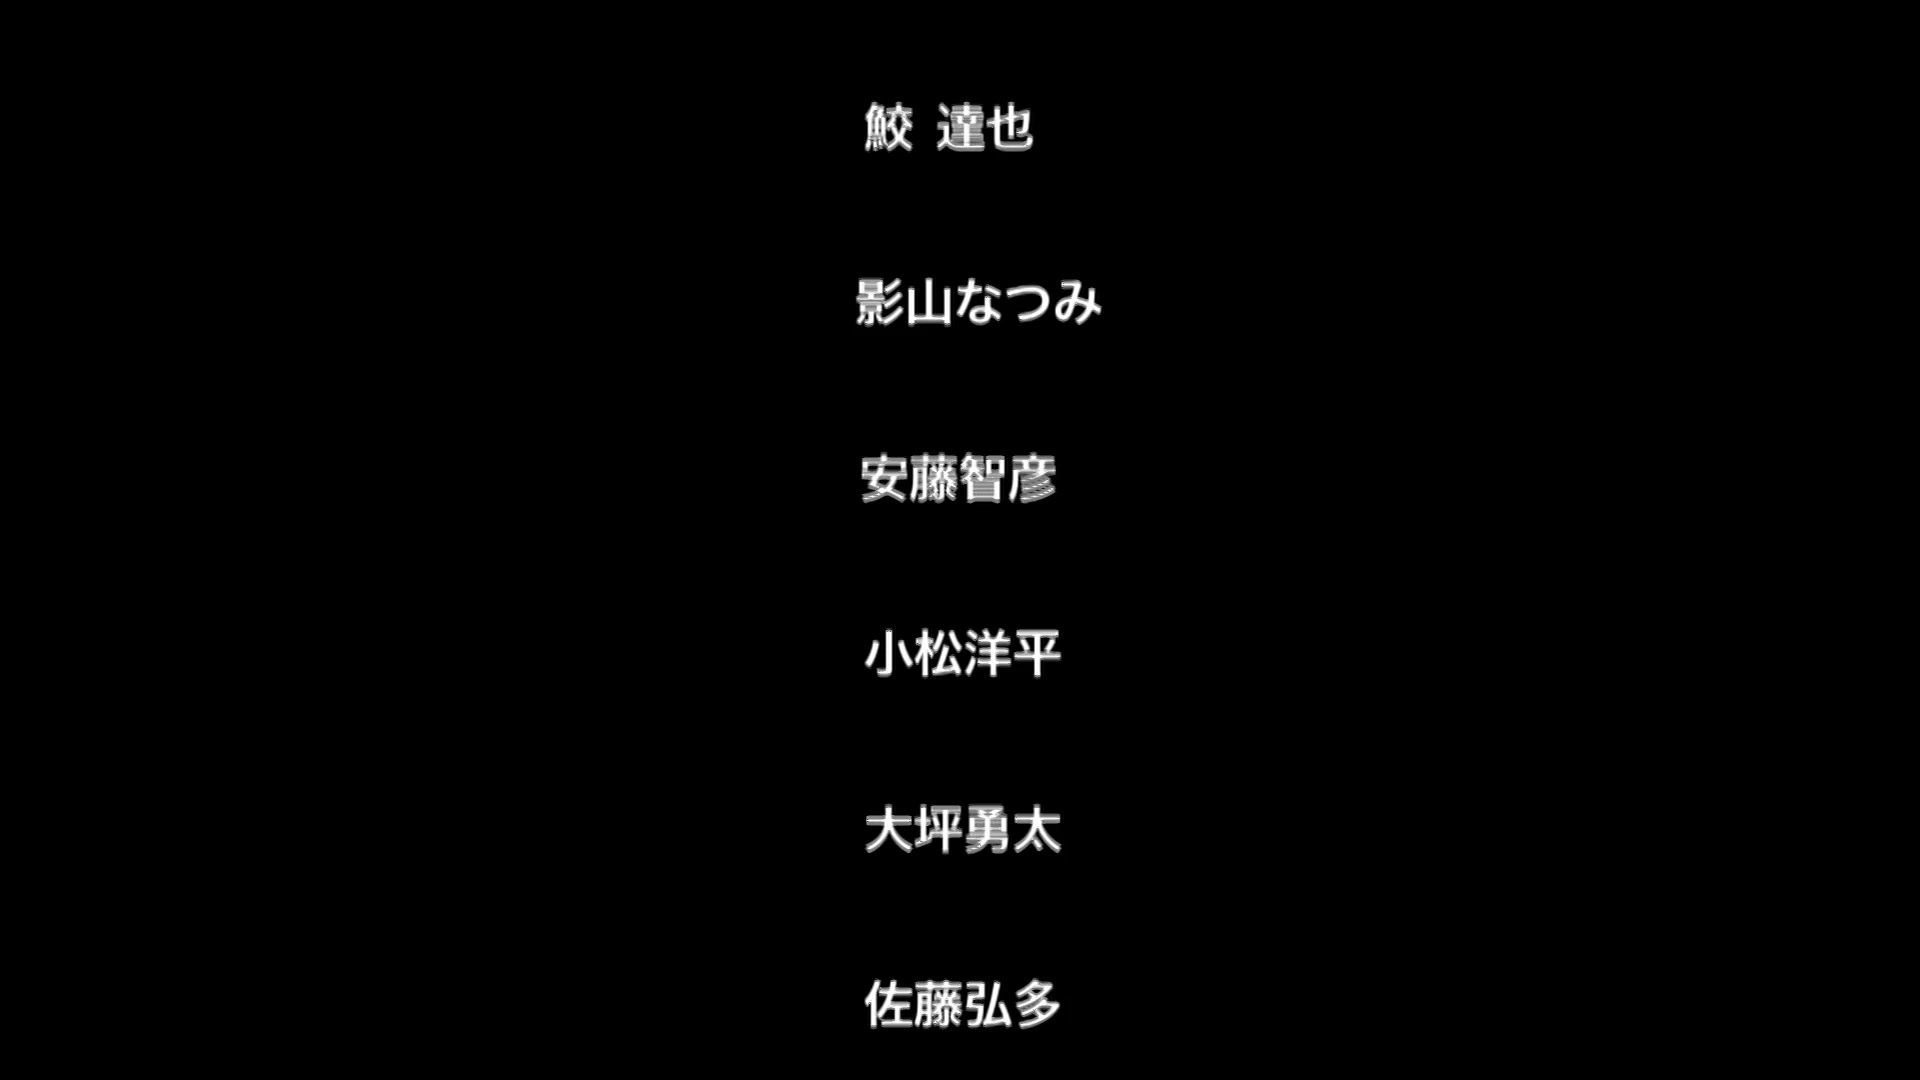 鮫 達也
影山なつみ
安藤智彦
小松洋平
大坪勇太
佐藤弘多